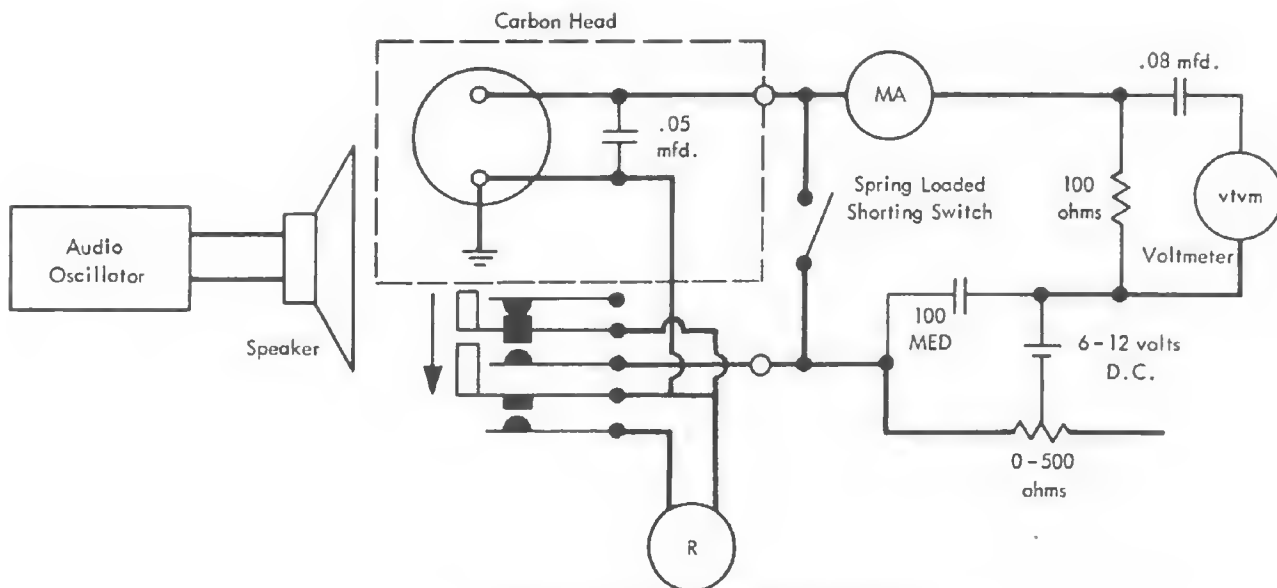 Carbon Head
.08 mfd.
MA
.05
mfd.
Spring Loaded
Shorting Switch
100
ohms
vtvm
Voltmeter
Audio
Oscillator
Speaker
100
MED
6-12 volts
D.C.
0-500
ohms
R